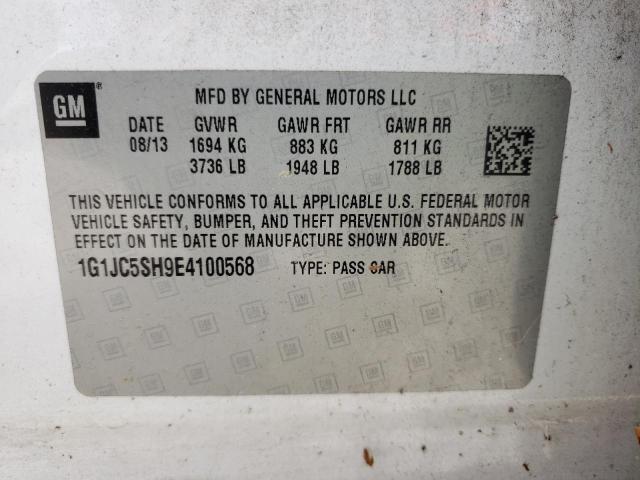 GM
MFD BY GENERAL MOTORS LLC
DATE GVWR GAWR FRT GAWR RR
08/13 1694 KG 883 KG 811 KG
3736 LB 1948 LB 1788 LB
THIS VEHICLE CONFORMS TO ALL APPLICABLE U.S. FEDERAL MOTOR
VEHICLE SAFETY, BUMPER, AND THEFT PREVENTION STANDARDS IN
EFFECT ON THE DATE OF MANUFACTURE SHOWN ABOVE.
1G1JC5SH9E4100568 TYPE: PASS CAR